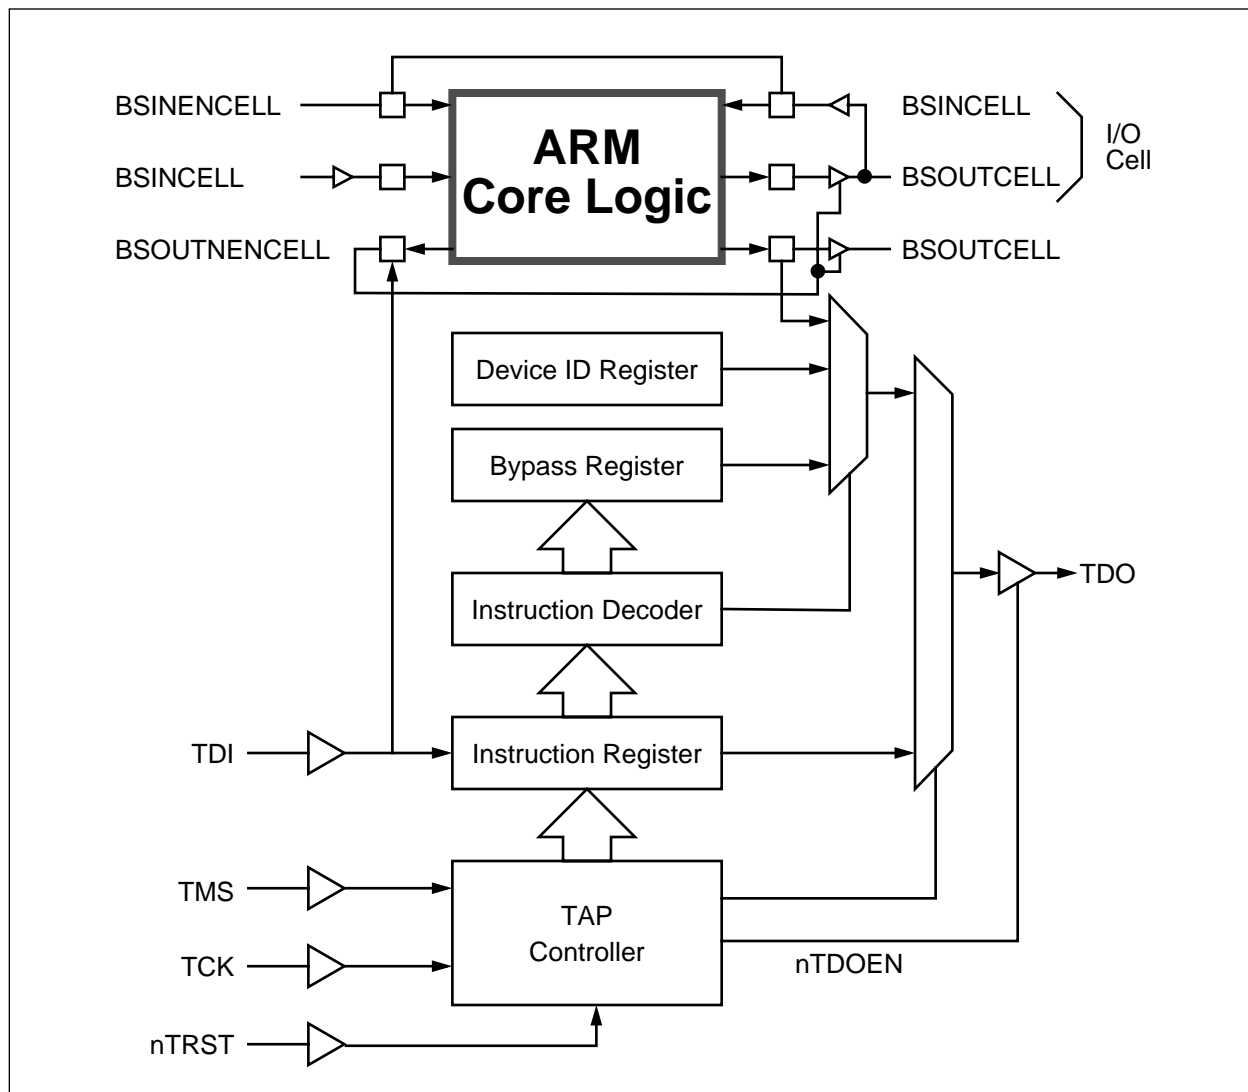 BSINENCELL
BSINCELL
BSOUTNENCELL
ARM
Core Logic
BSINCELL
BSOUTCELL
BSOUTCELL
I/O
Cell
Device ID Register
Bypass Register
Instruction Decoder
TDO
TDI
Instruction Register
TMS
TCK
nTRST
TAP
Controller
nTDOEN